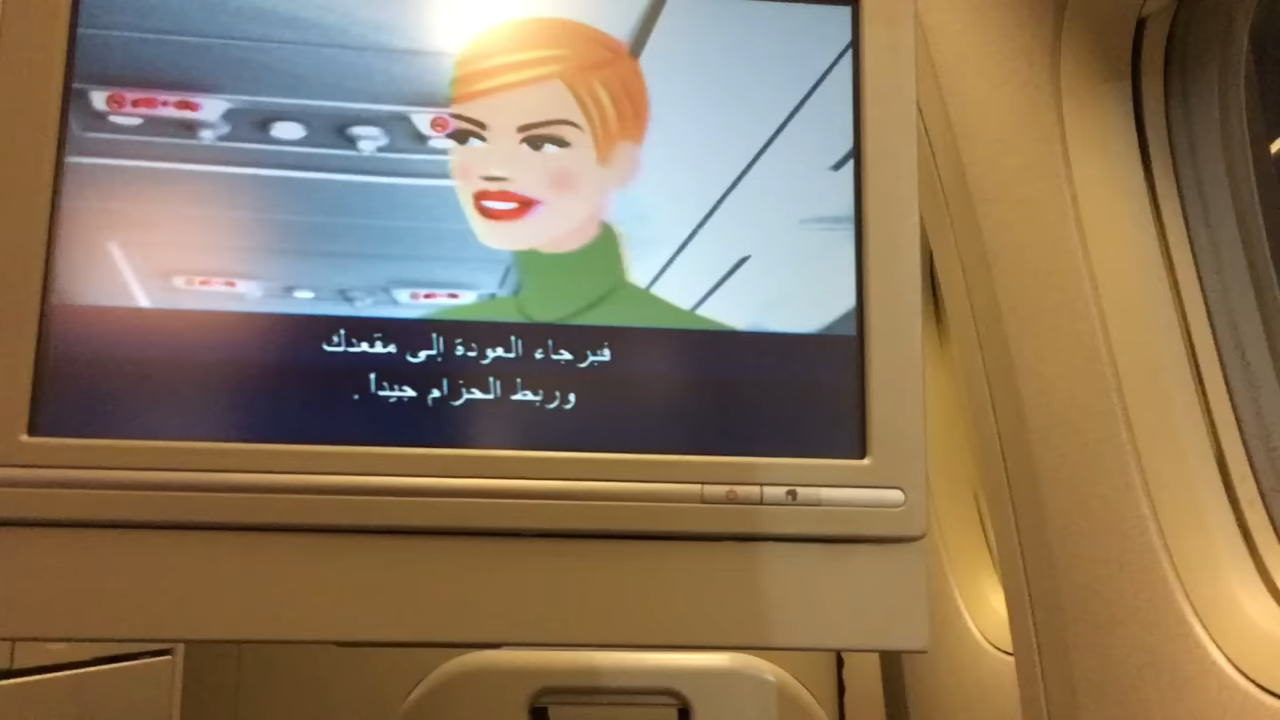 فبرجاء العودة إلى مقعدك
وربط الحزام جيداً .